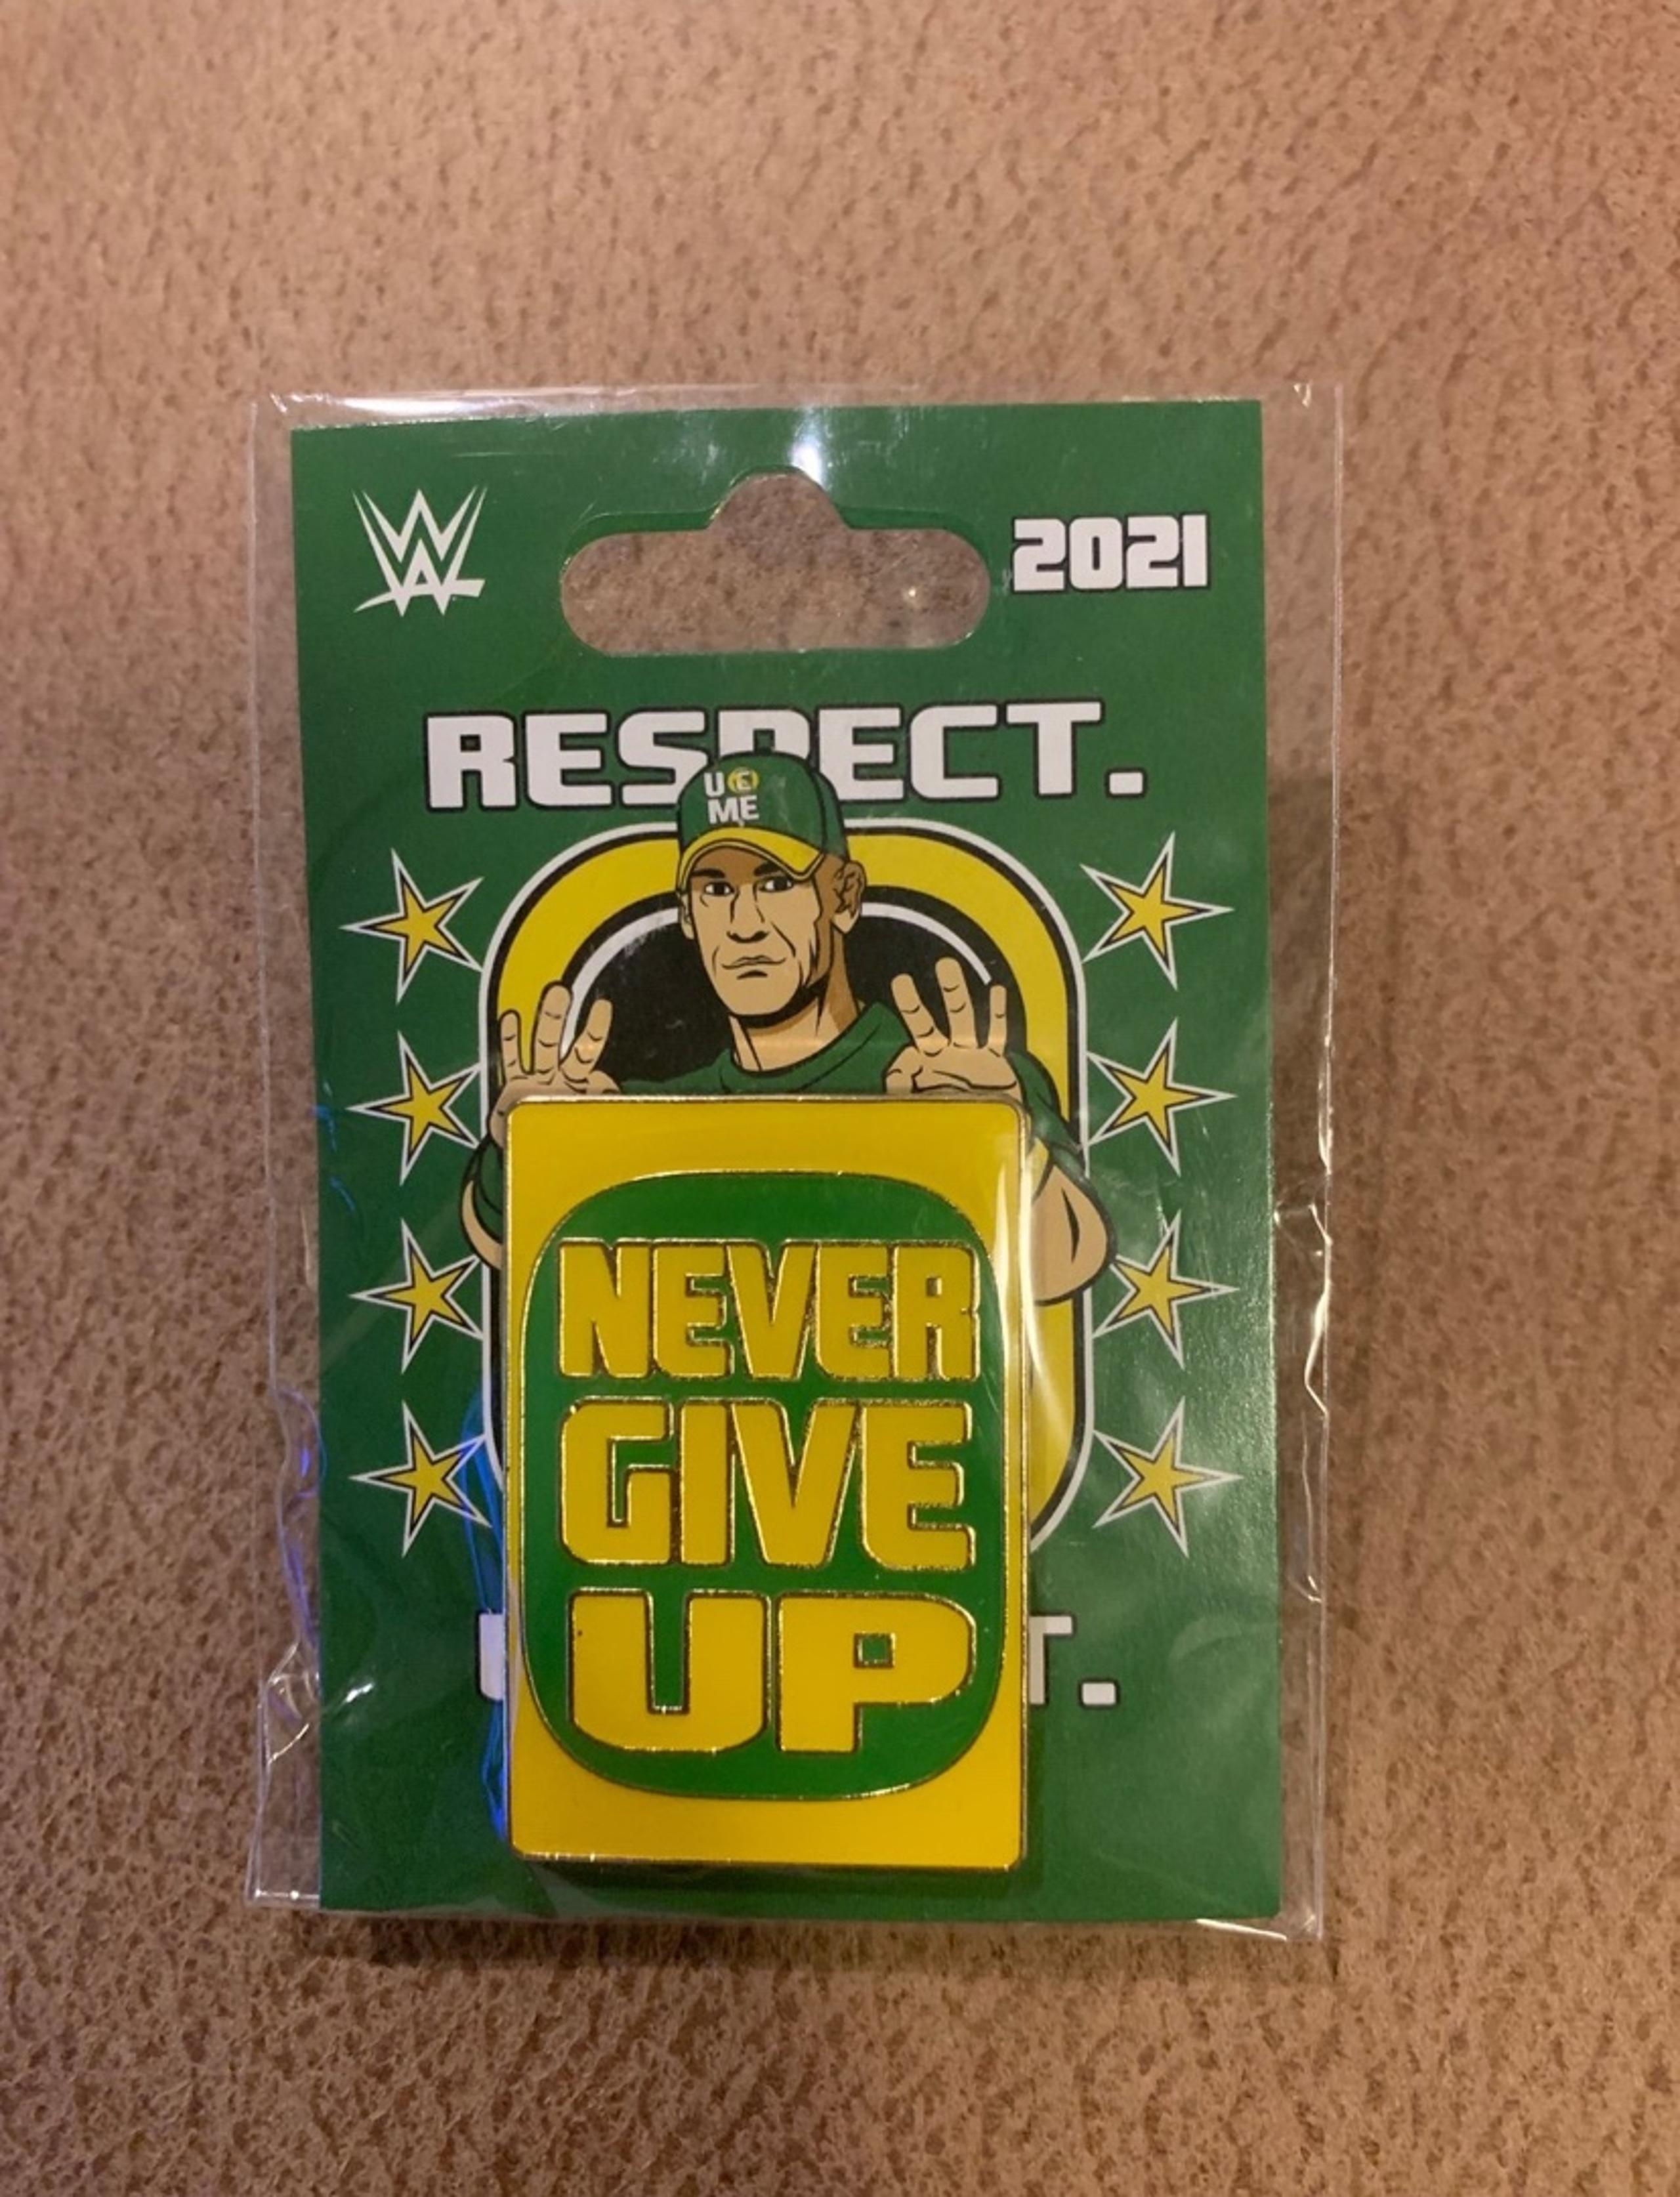 W
2021
RESPECT.
U C
ME
NEVER
GIVE
UP
T.